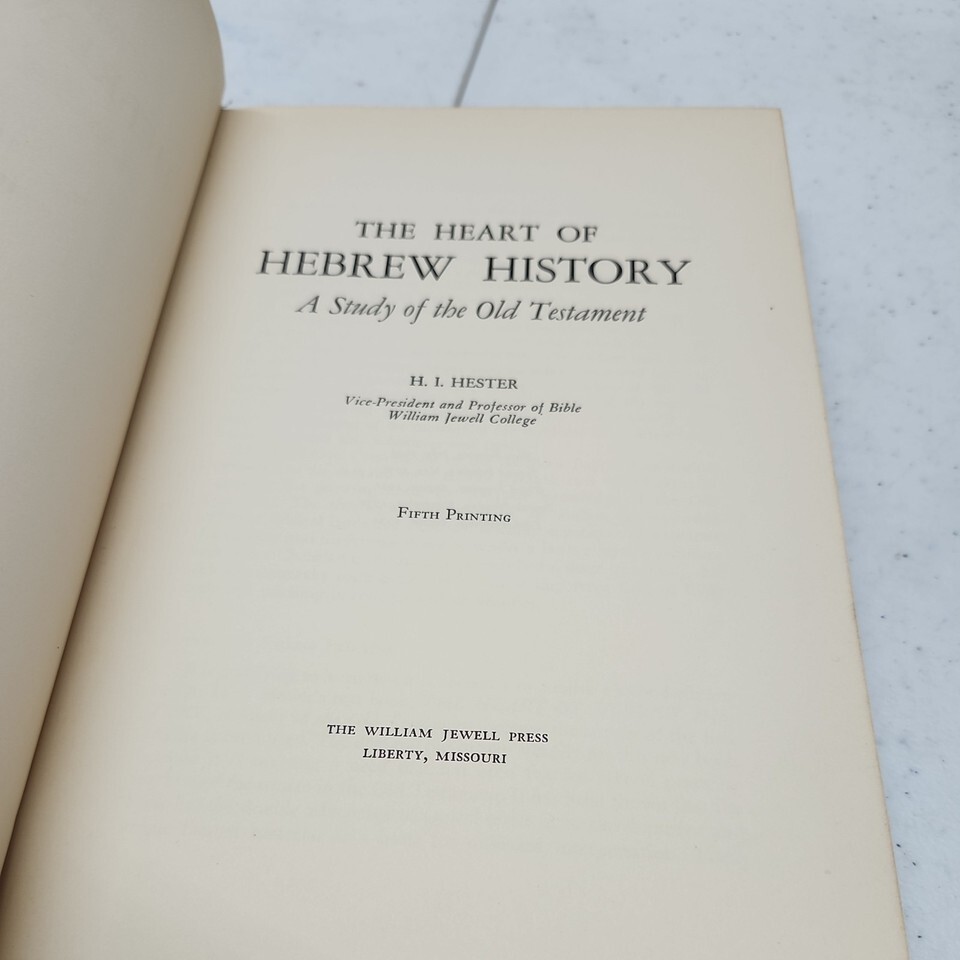 THE HEART OF
HEBREW HISTORY
A Study of the Old Testament
H. I. HESTER
Vice-President and Professor of Bible
William Jewell College
FIFTH PRINTING
THE WILLIAM JEWELL PRESS
LIBERTY, MISSOURI